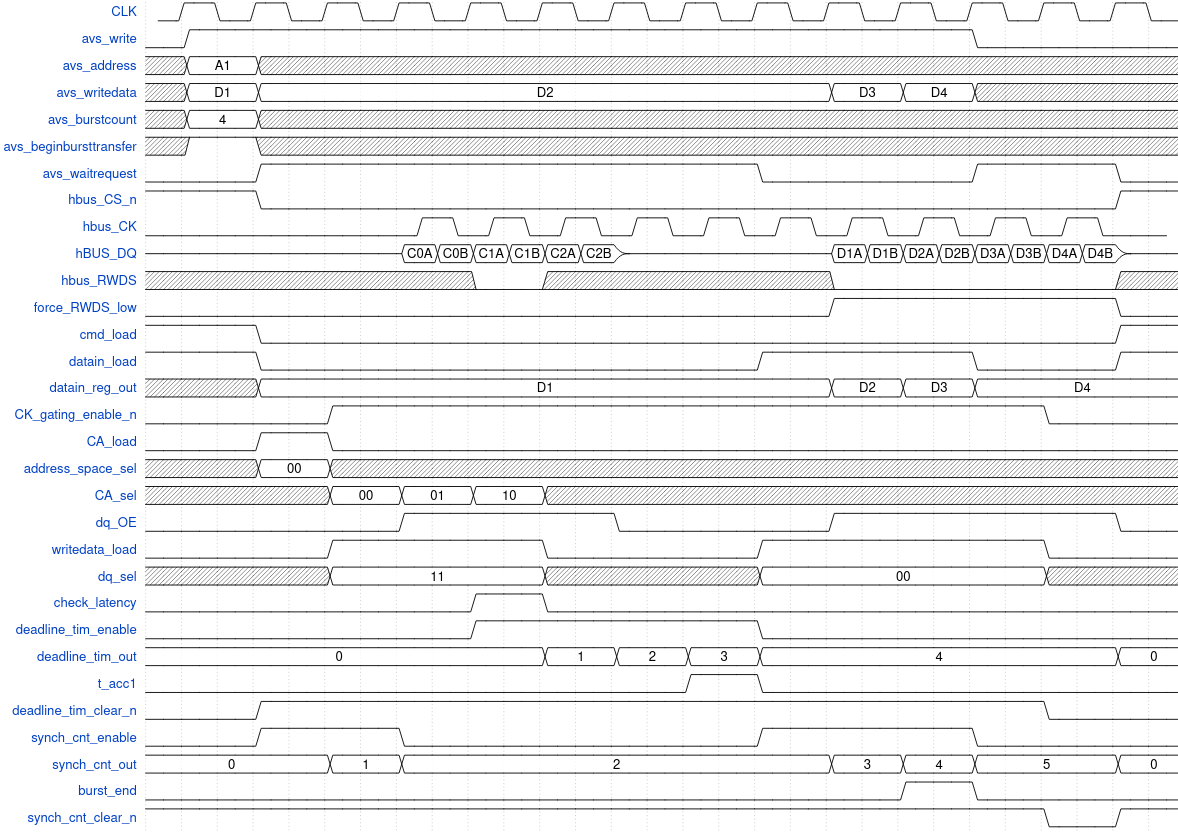 CLK
avs_write
avs_address A1
avs_writedata D1 D2 D3 D4
avs_burstcount 4
avs_beginbursttransfer
avs_waitrequest
hbus_CS_n
hbus_CK
hBUS_DQ C0A C0B C1A C1B C2A C2B D1A D1B D2A D2B D3A D3B D4A D4B
hbus_RWDS
force_RWDS_low
cmd_load
datain_load
datain_reg_out D1 D2 D3 D4
CK_gating_enable_n
CA_load
address_space_sel 00
CA_sel 00 01 10
dq_OE
writedata_load
dq_sel 11 00
check_latency
deadline_tim_enable
deadline_tim_out 0 1 2 3 4 0
t_acc1
deadline_tim_clear_n
synch_cnt_enable
synch_cnt_out 0 1 2 3 4 5 0
burst_end
synch_cnt_clear_n